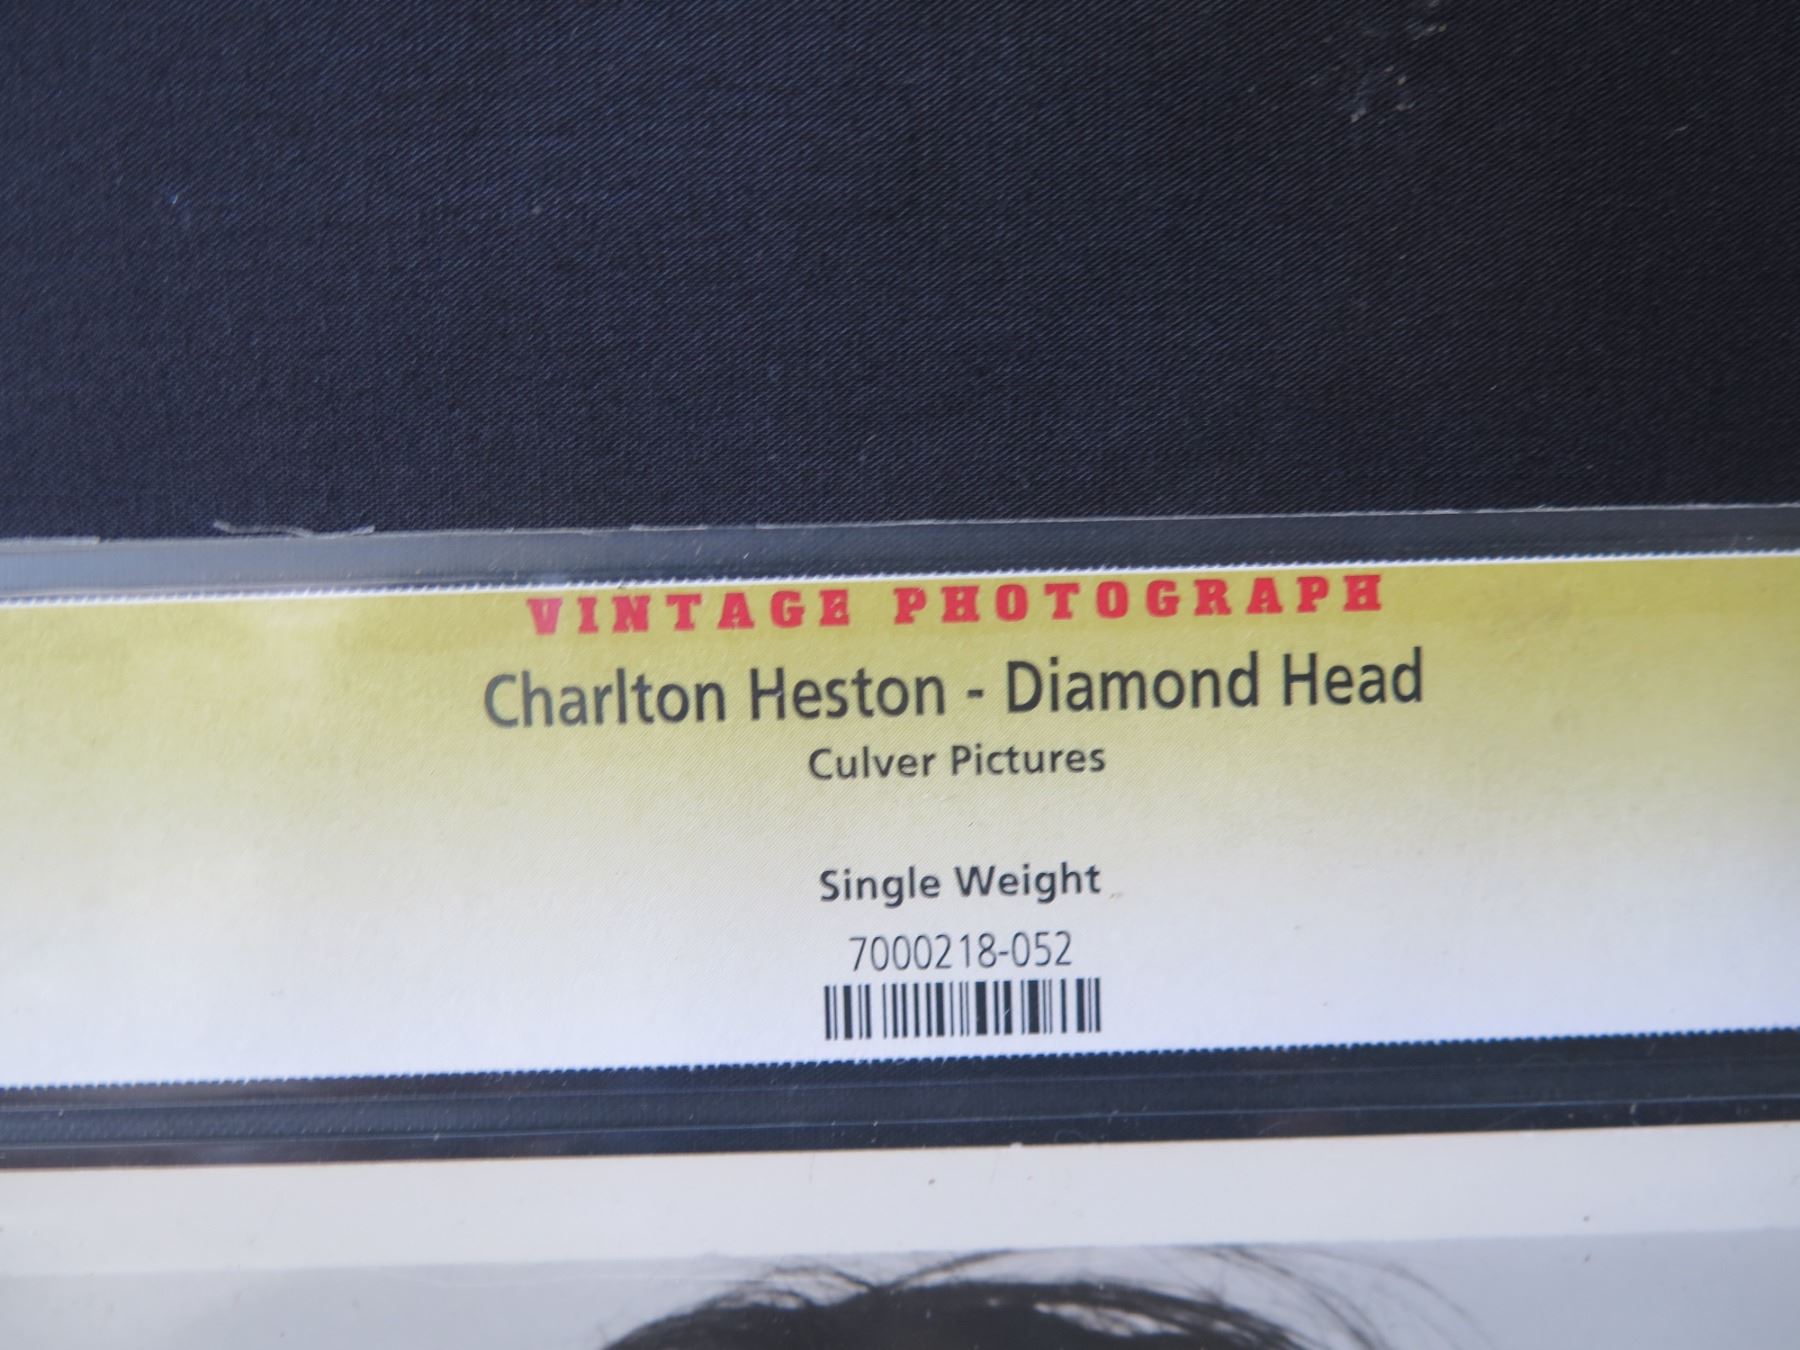 VINTAGE PHOTOGRAPH
Charlton Heston - Diamond Head
Culver Pictures
Single Weight
7000218-052